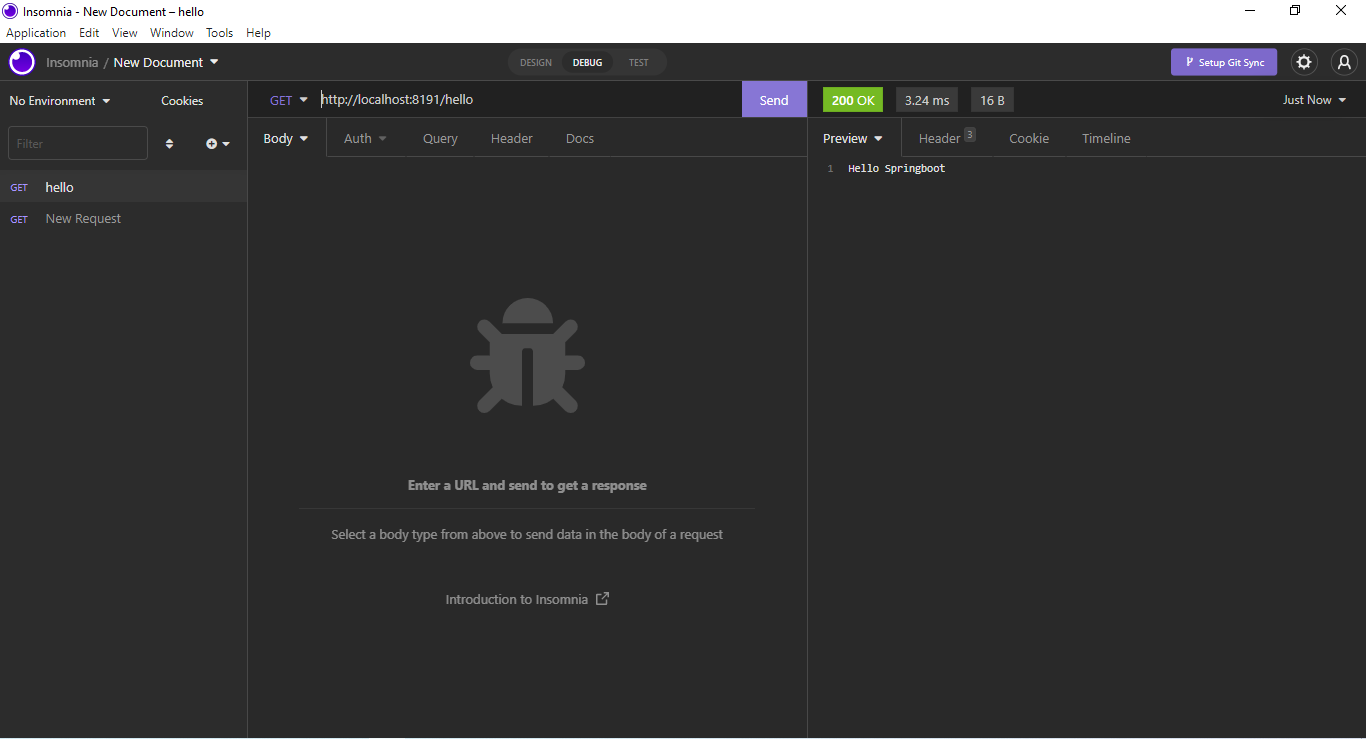 Insomnia - New Document – hello
Application Edit View Window Tools Help
Insomnia / New Document DESIGN DEBUG TEST Setup Git Sync
No Environment Cookies GET http://localhost:8191/hello Send 200 OK 3.24 ms 16 B Just Now
Filter Body Auth Query Header Docs Preview Header 3 Cookie Timeline
1 Hello Springboot
GET hello
GET New Request
Enter a URL and send to get a response
Select a body type from above to send data in the body of a request
Introduction to Insomnia